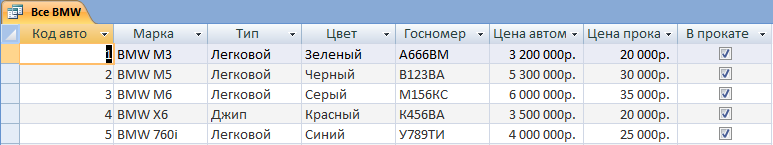 Все BMW
Код авто Марка Тип Цвет Госномер Цена автом Цена прока В прокате
1 BMW M3 Легковой Зеленый А666ВМ 3 200 000р. 20 000р.
2 BMW M5 Легковой Черный В123ВА 5 300 000р. 30 000р.
3 BMW M6 Легковой Серый М156КС 6 000 000р. 35 000р.
4 BMW X6 Джип Красный К456ВА 3 500 000р. 20 000р.
5 BMW 760i Легковой Синий У789ТИ 4 000 000р. 25 000р.